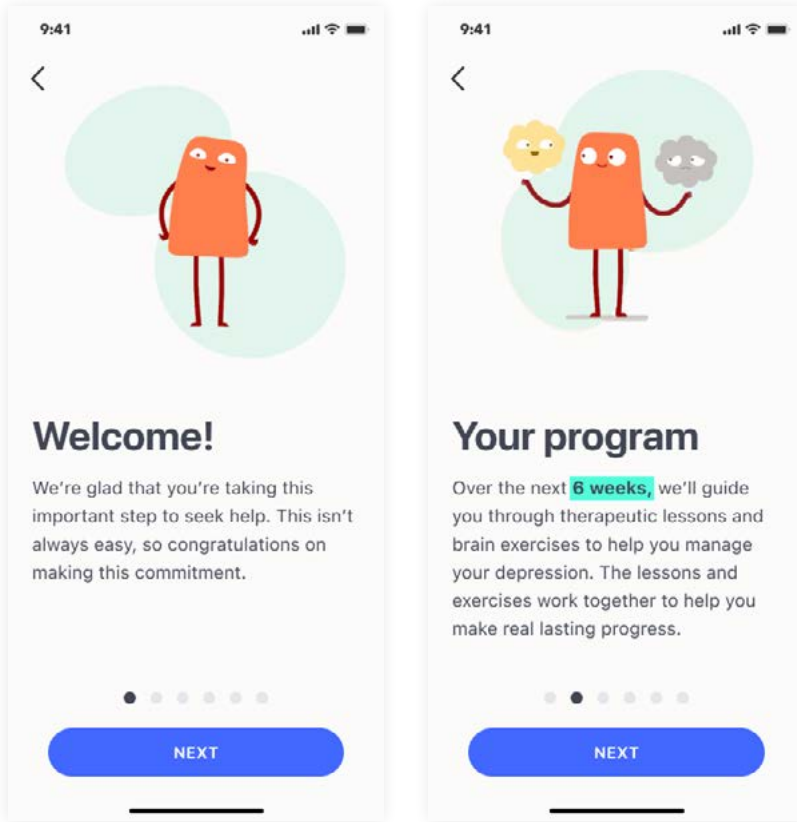 9:41
Welcome!
We're glad that you're taking this
important step to seek help. This isn't
always easy, so congratulations on
making this commitment.
NEXT
9:41
Your program
Over the next 6 weeks, we'll guide
you through therapeutic lessons and
brain exercises to help you manage
your depression. The lessons and
exercises work together to help you
make real lasting progress.
NEXT